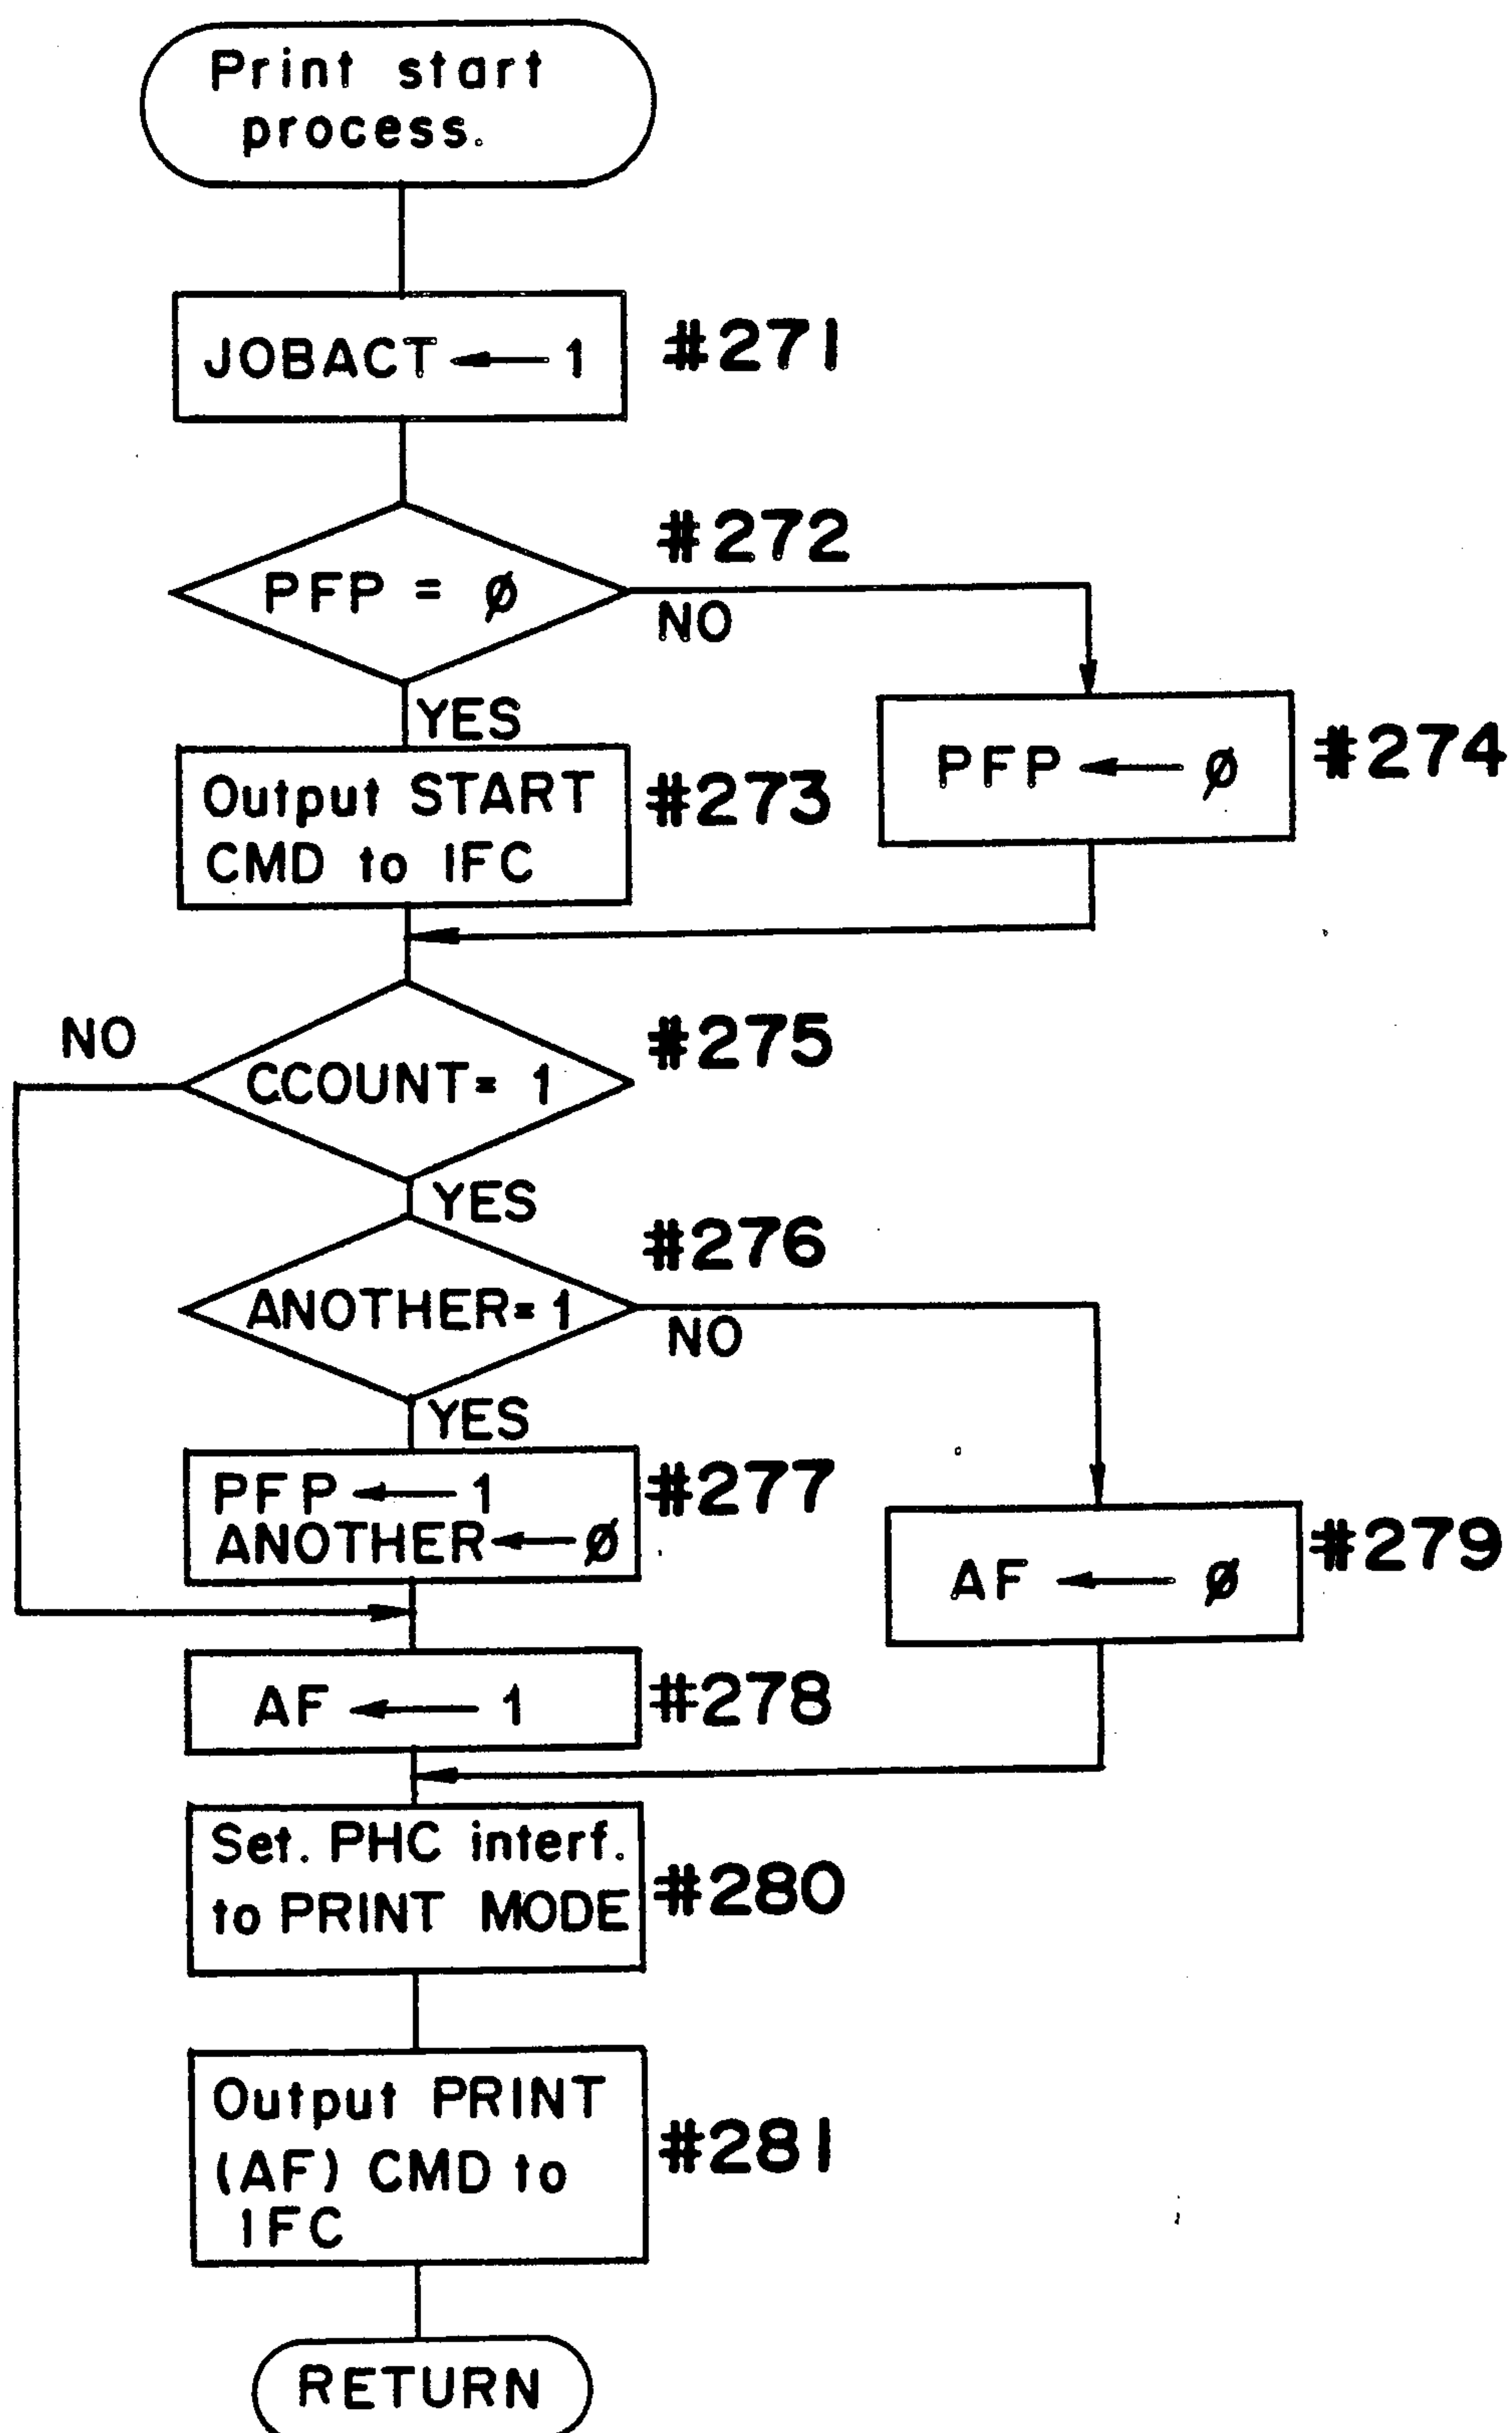 Print start
process.
JOBACT ← 1
#271
#272
PFP = ø
NO
YES
Output START
CMD to IFC
#273
PFP ← ø
#274
NO
CCOUNT= 1
#275
YES
#276
ANOTHER=1
NO
YES
PFP ← 1
ANOTHER ← ø
#277
AF ← ø
#279
AF ← 1
#278
Set. PHC interf.
to PRINT MODE
#280
Output PRINT
(AF) CMD to
IFC
#281
RETURN